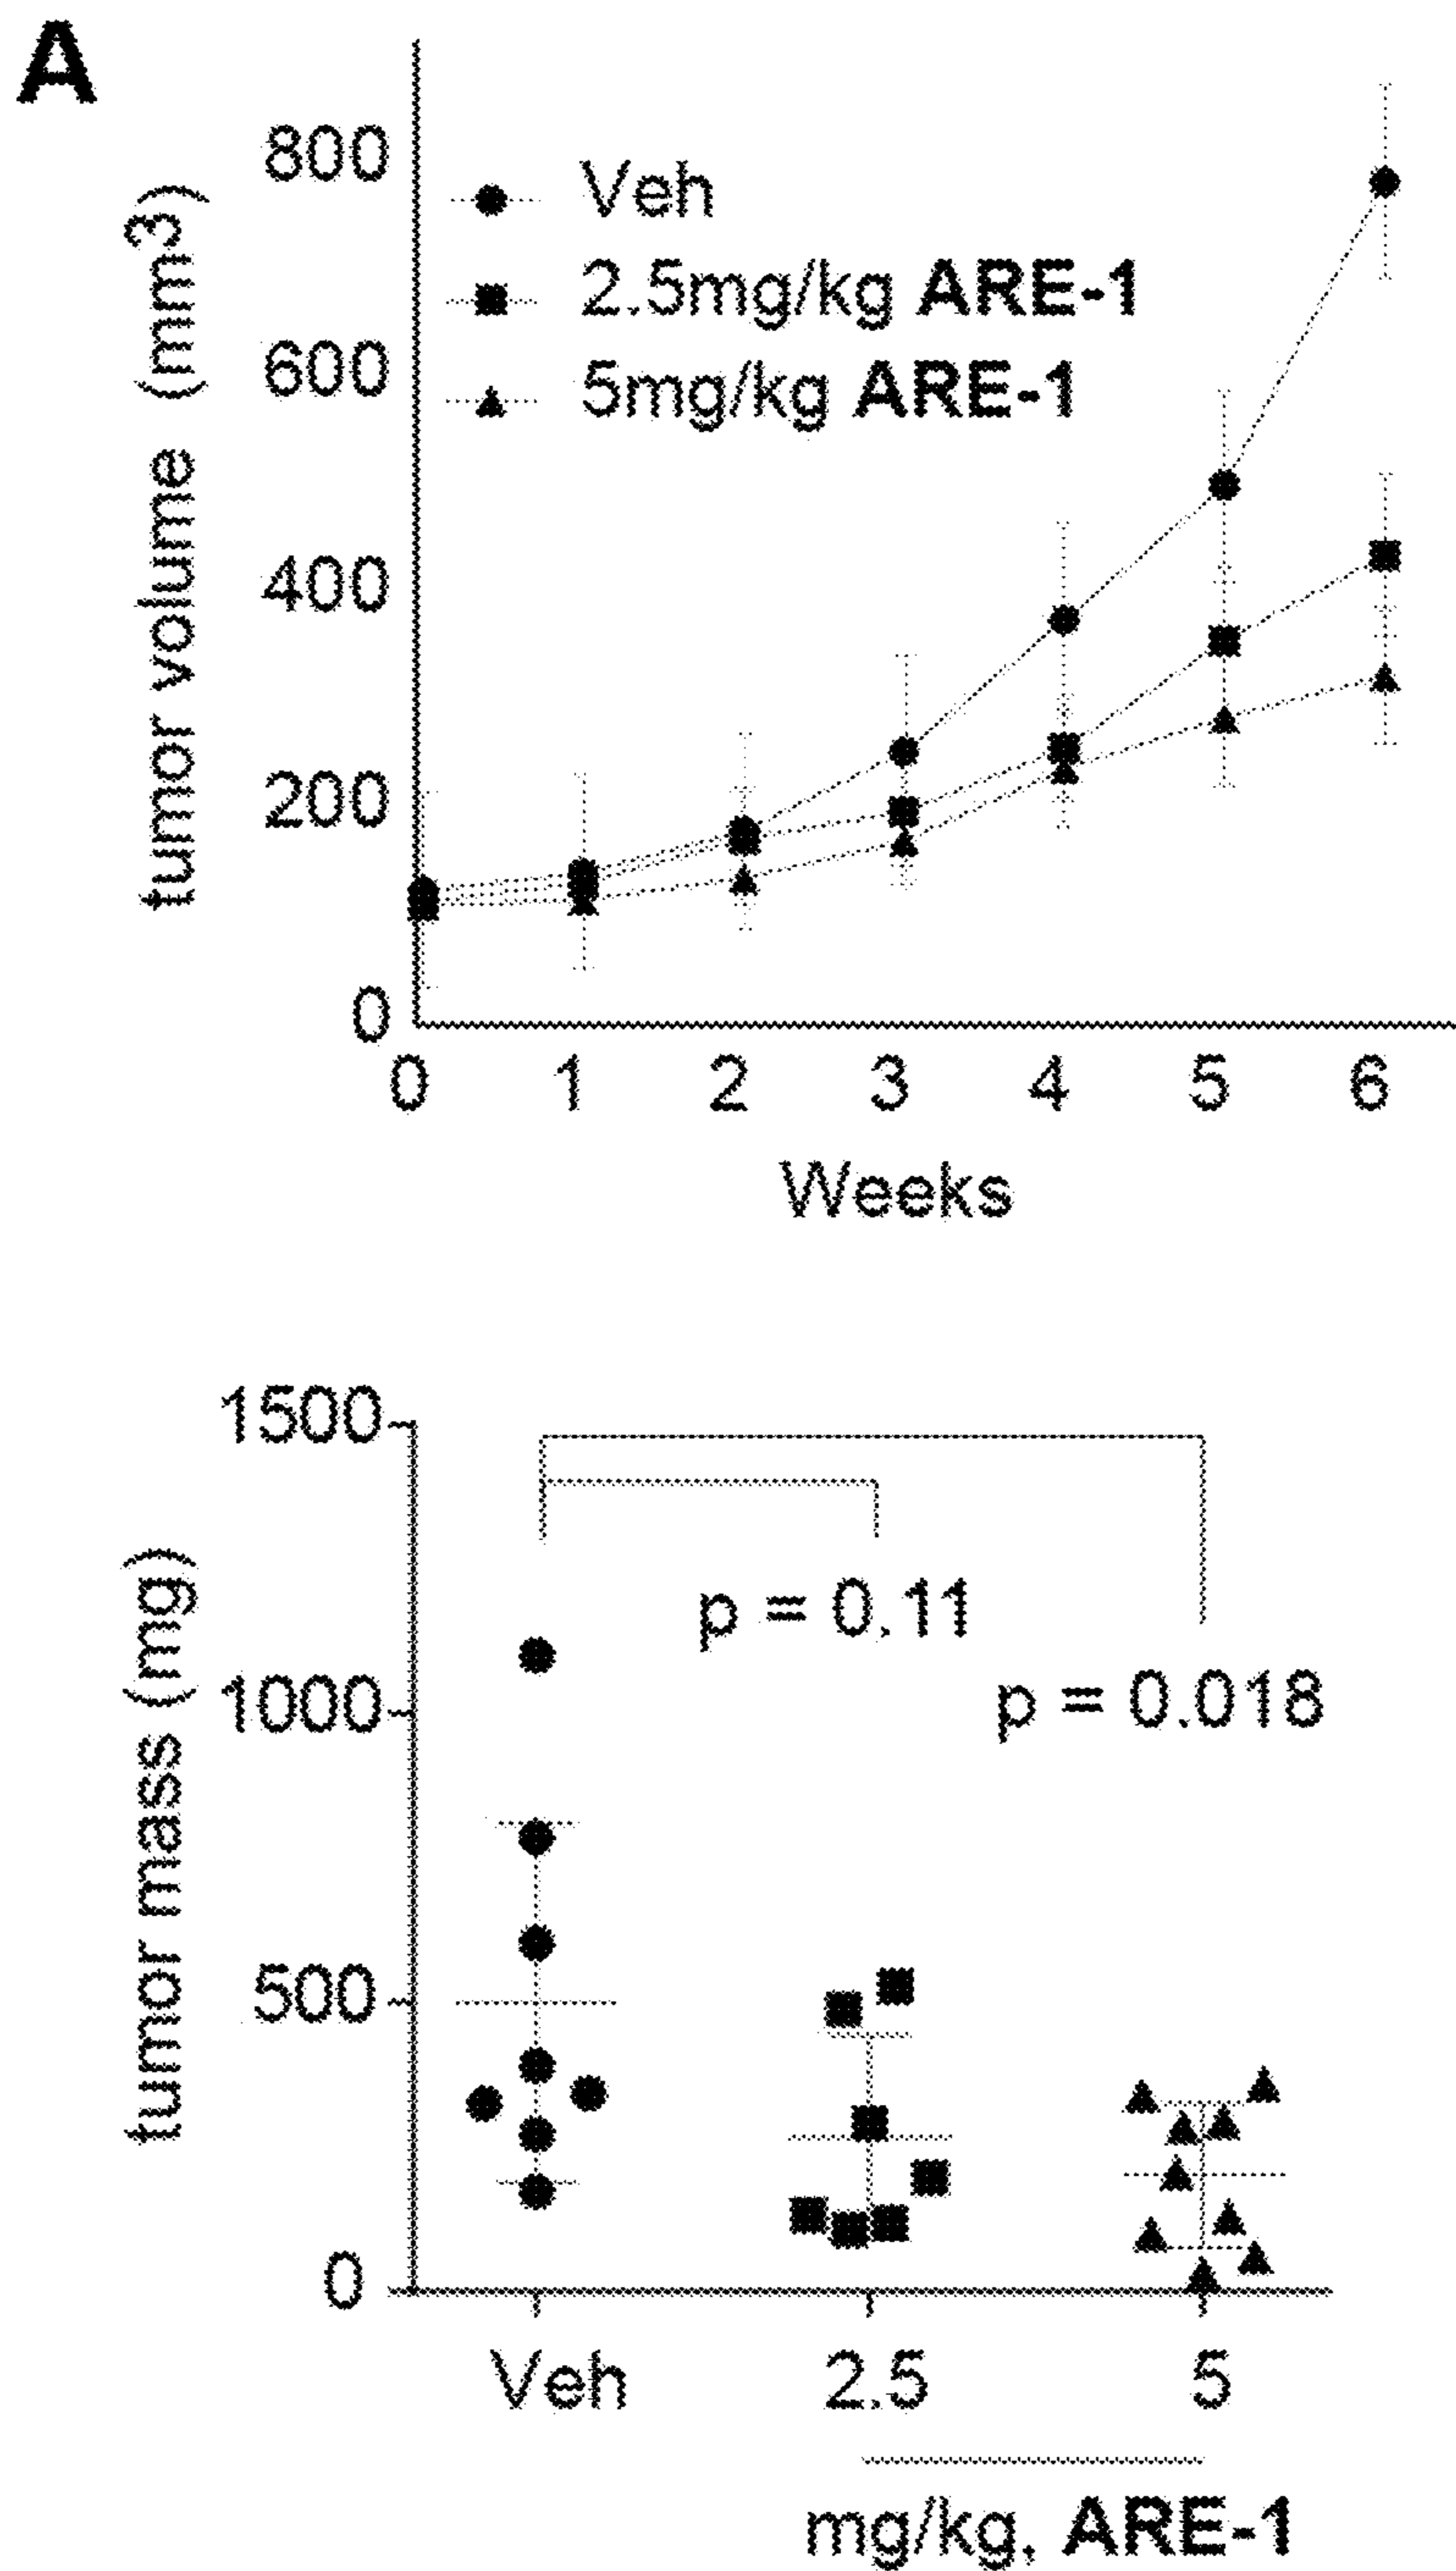 A
800
600
400
200
0
tumor volume (mm3)
Veh
2.5mg/kg ARE-1
5mg/kg ARE-1
0 1 2 3 4 5 6
Weeks
1500
1000
500
0
tumor mass (mg)
p = 0.11
p = 0.018
Veh 2.5 5
mg/kg, ARE-1